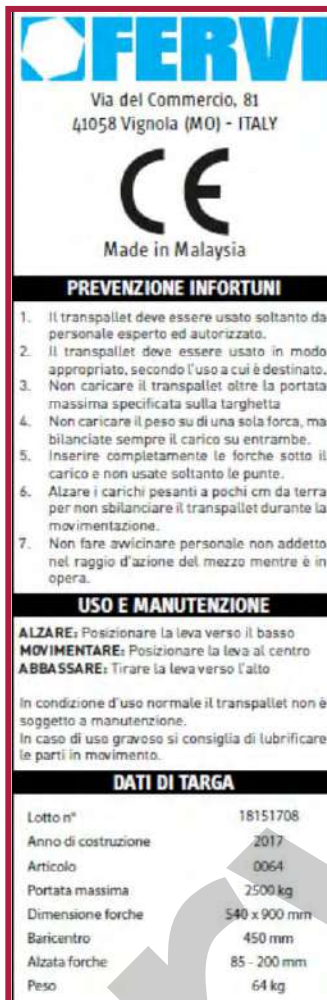 FERVI
Via del Commercio, 81
41058 Vignola (MO) - ITALY
CE
Made in Malaysia
PREVENZIONE INFORTUNI
1. Il transpallet deve essere usato soltanto da
personale esperto ed autorizzato.
2. Il transpallet deve essere usato in modo
appropriato, secondo l'uso a cui è destinato.
3. Non caricare il transpallet oltre la portata
massima specificata sulla targhetta
4. Non caricare il peso su di una sola forca, ma
bilanciate sempre il carico su entrambe.
5. Inserire completamente le forche sotto il
carico e non usate soltanto le punte.
6. Alzare i carichi pesanti a pochi cm da terra
per non sbilanciare il transpallet durante la
movimentazione.
7. Non fare avvicinare personale non addetto
nel raggio d'azione del mezzo mentre è in
opera.
USO E MANUTENZIONE
ALZARE: Posizionare la leva verso il basso
MOVIMENTARE: Posizionare la leva al centro
ABBASSARE: Tirare la leva verso l'alto
In condizione d'uso normale il transpallet non è
soggetto a manutenzione.
In caso di uso gravoso si consiglia di lubrificare
le parti in movimento.
DATI DI TARGA
Lotto n° 18151708
Anno di costruzione 2017
Articolo 0064
Portata massima 2500 kg
Dimensione forche 540 x 900 mm
Baricentro 450 mm
Alzata forche 85 - 200 mm
Peso 64 kg